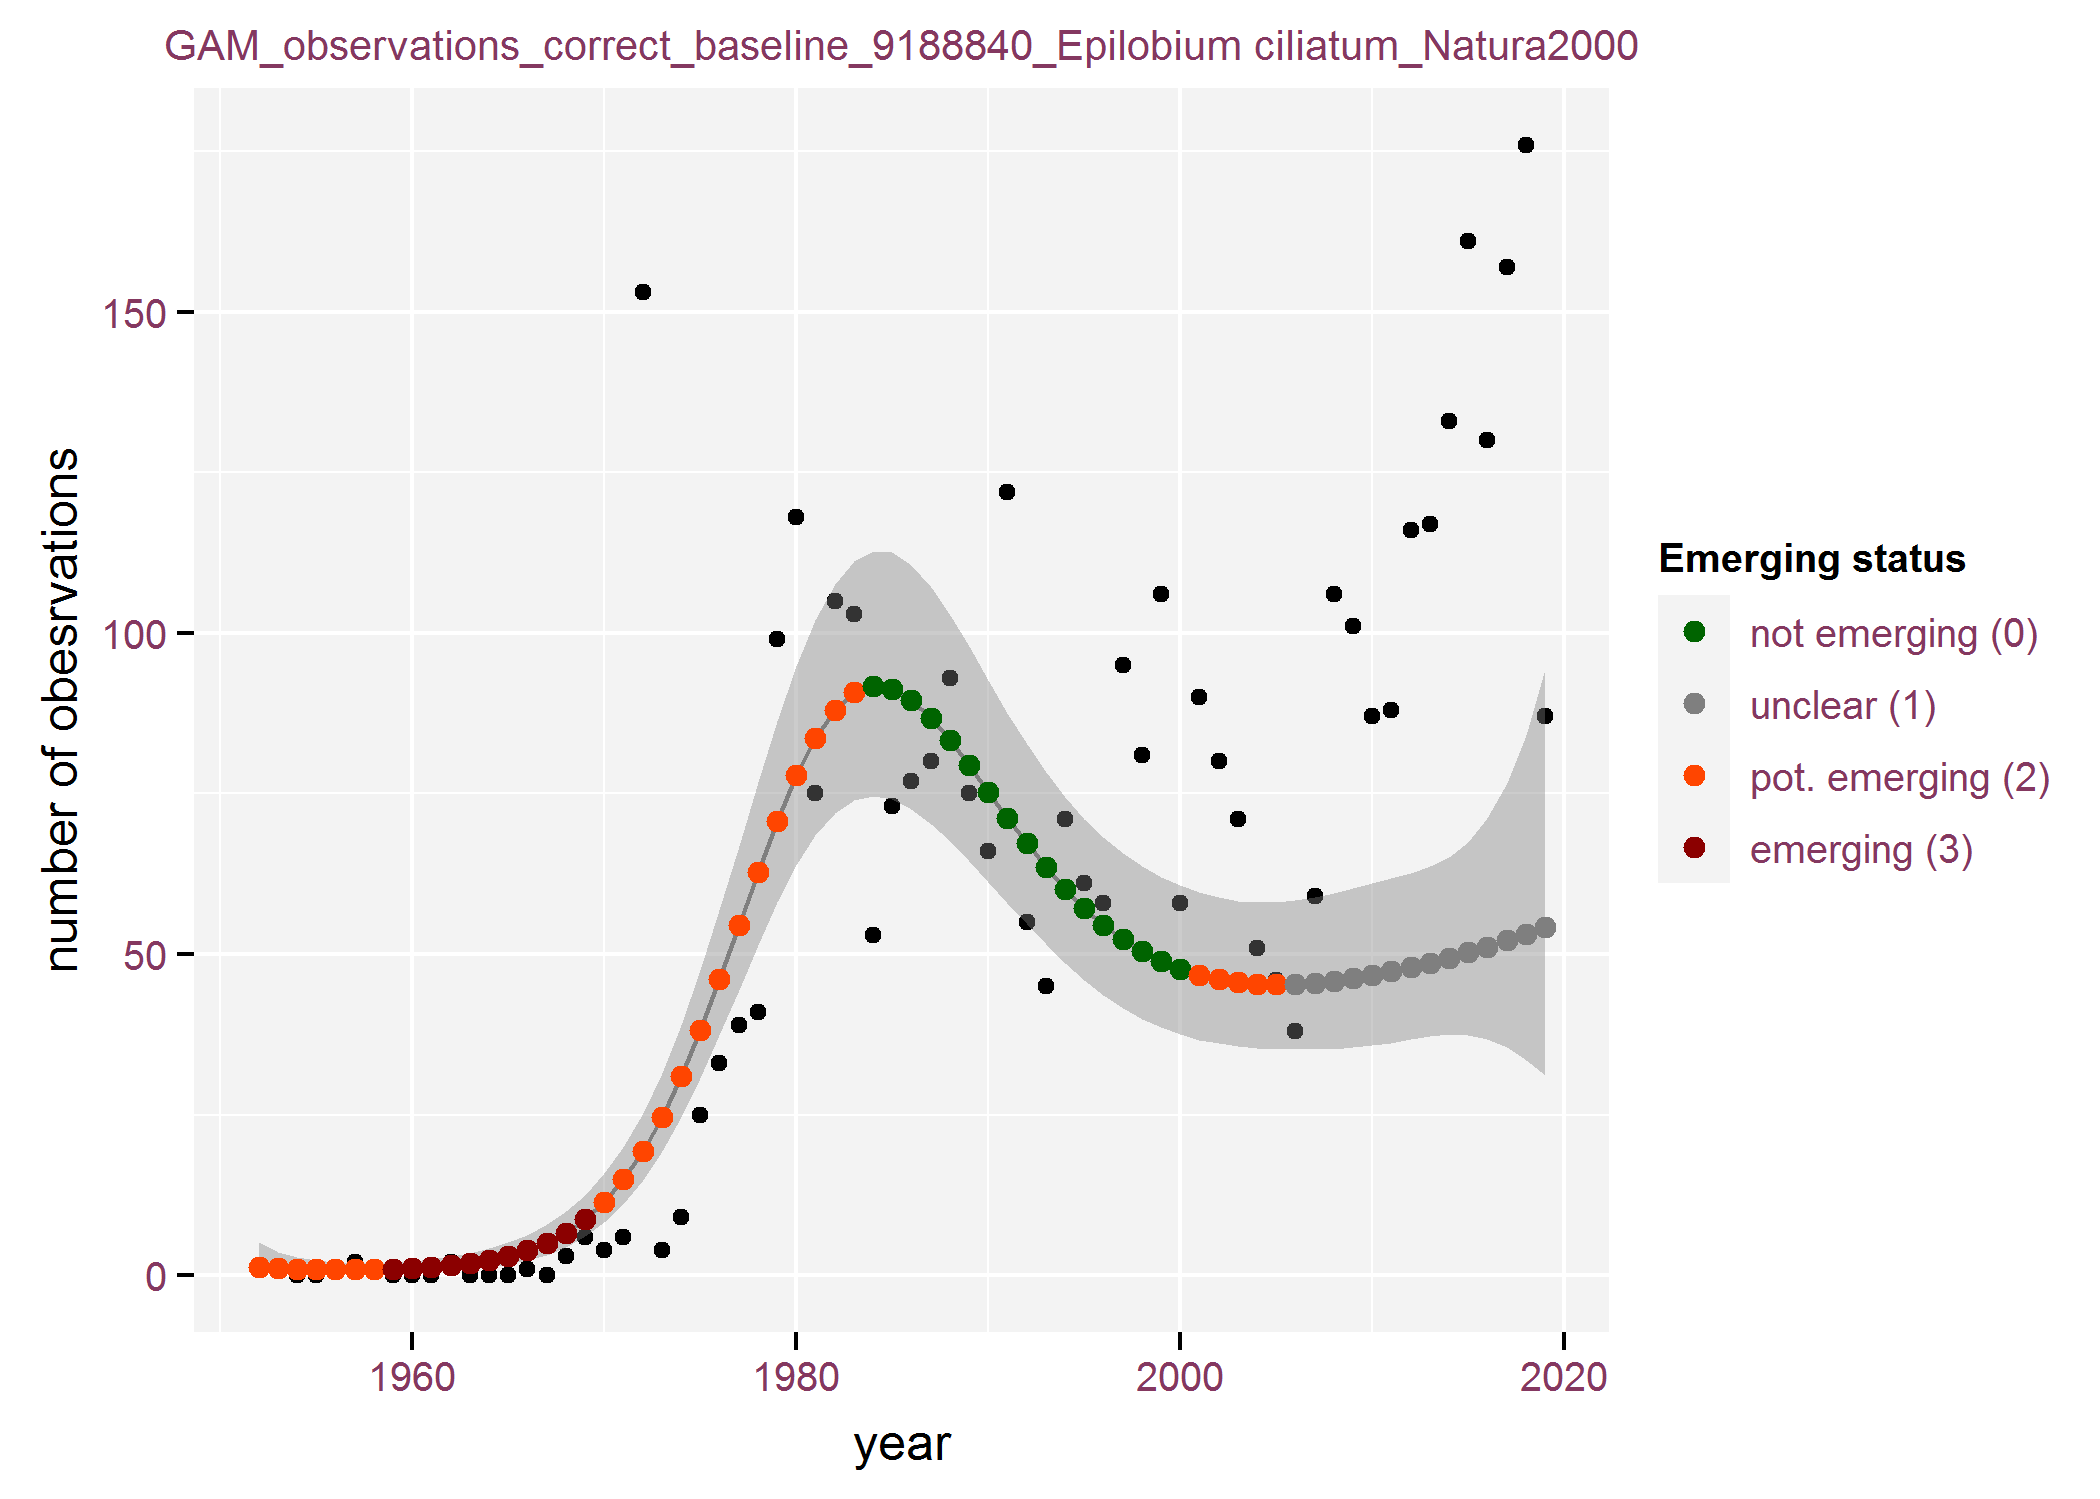 GAM_observations_correct_baseline_9188840_Epilobium ciliatum_Natura2000
number of obesrvations
150
100
50
0
1960
1980
2000
2020
year
Emerging status
not emerging (0)
unclear (1)
pot. emerging (2)
emerging (3)